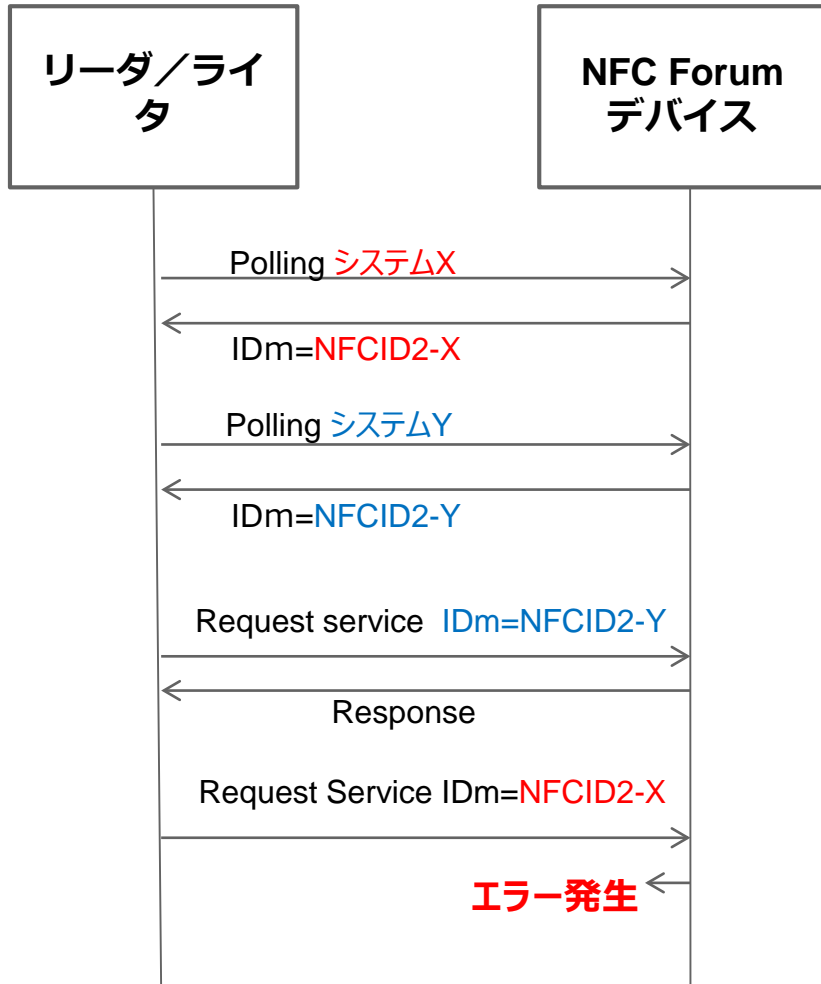 リーダ／ライ
タ
NFC Forum
デバイス
Polling システムX
IDm=NFCID2-X
Polling システムY
IDm=NFCID2-Y
Request service IDm=NFCID2-Y
Response
Request Service IDm=NFCID2-X
エラー発生